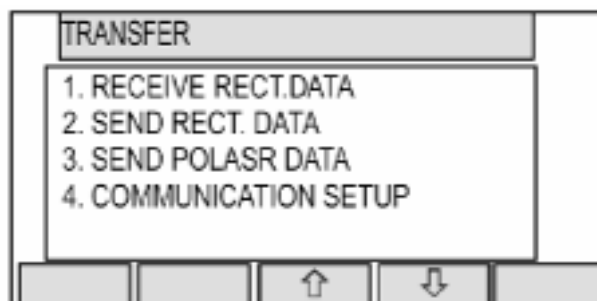 TRANSFER
1. RECEIVE RECT.DATA
2. SEND RECT. DATA
3. SEND POLASR DATA
4. COMMUNICATION SETUP